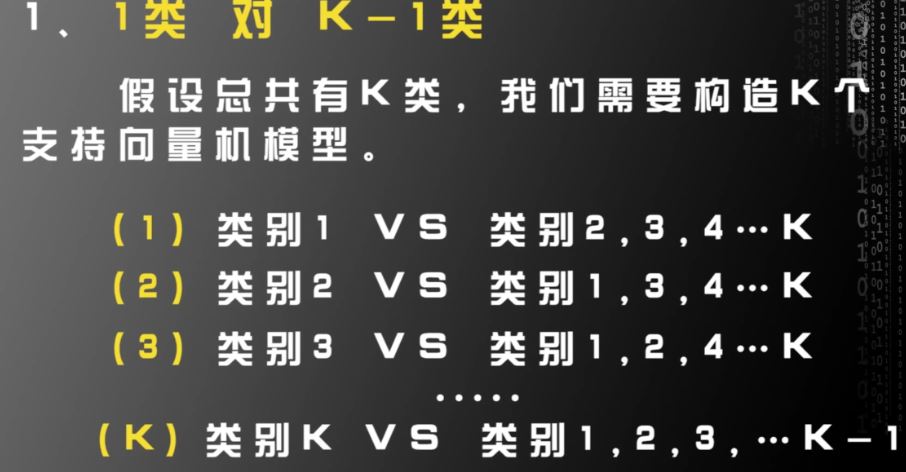 1、1类 对 K-1类
假设总共有K类，我们需要构造K个
支持向量机模型。
(1) 类别1 VS 类别2,3,4…K
(2) 类别2 VS 类别1,3,4…K
(3) 类别3 VS 类别1,2,4…K
.....
(K) 类别K VS 类别1,2,3,…K-1